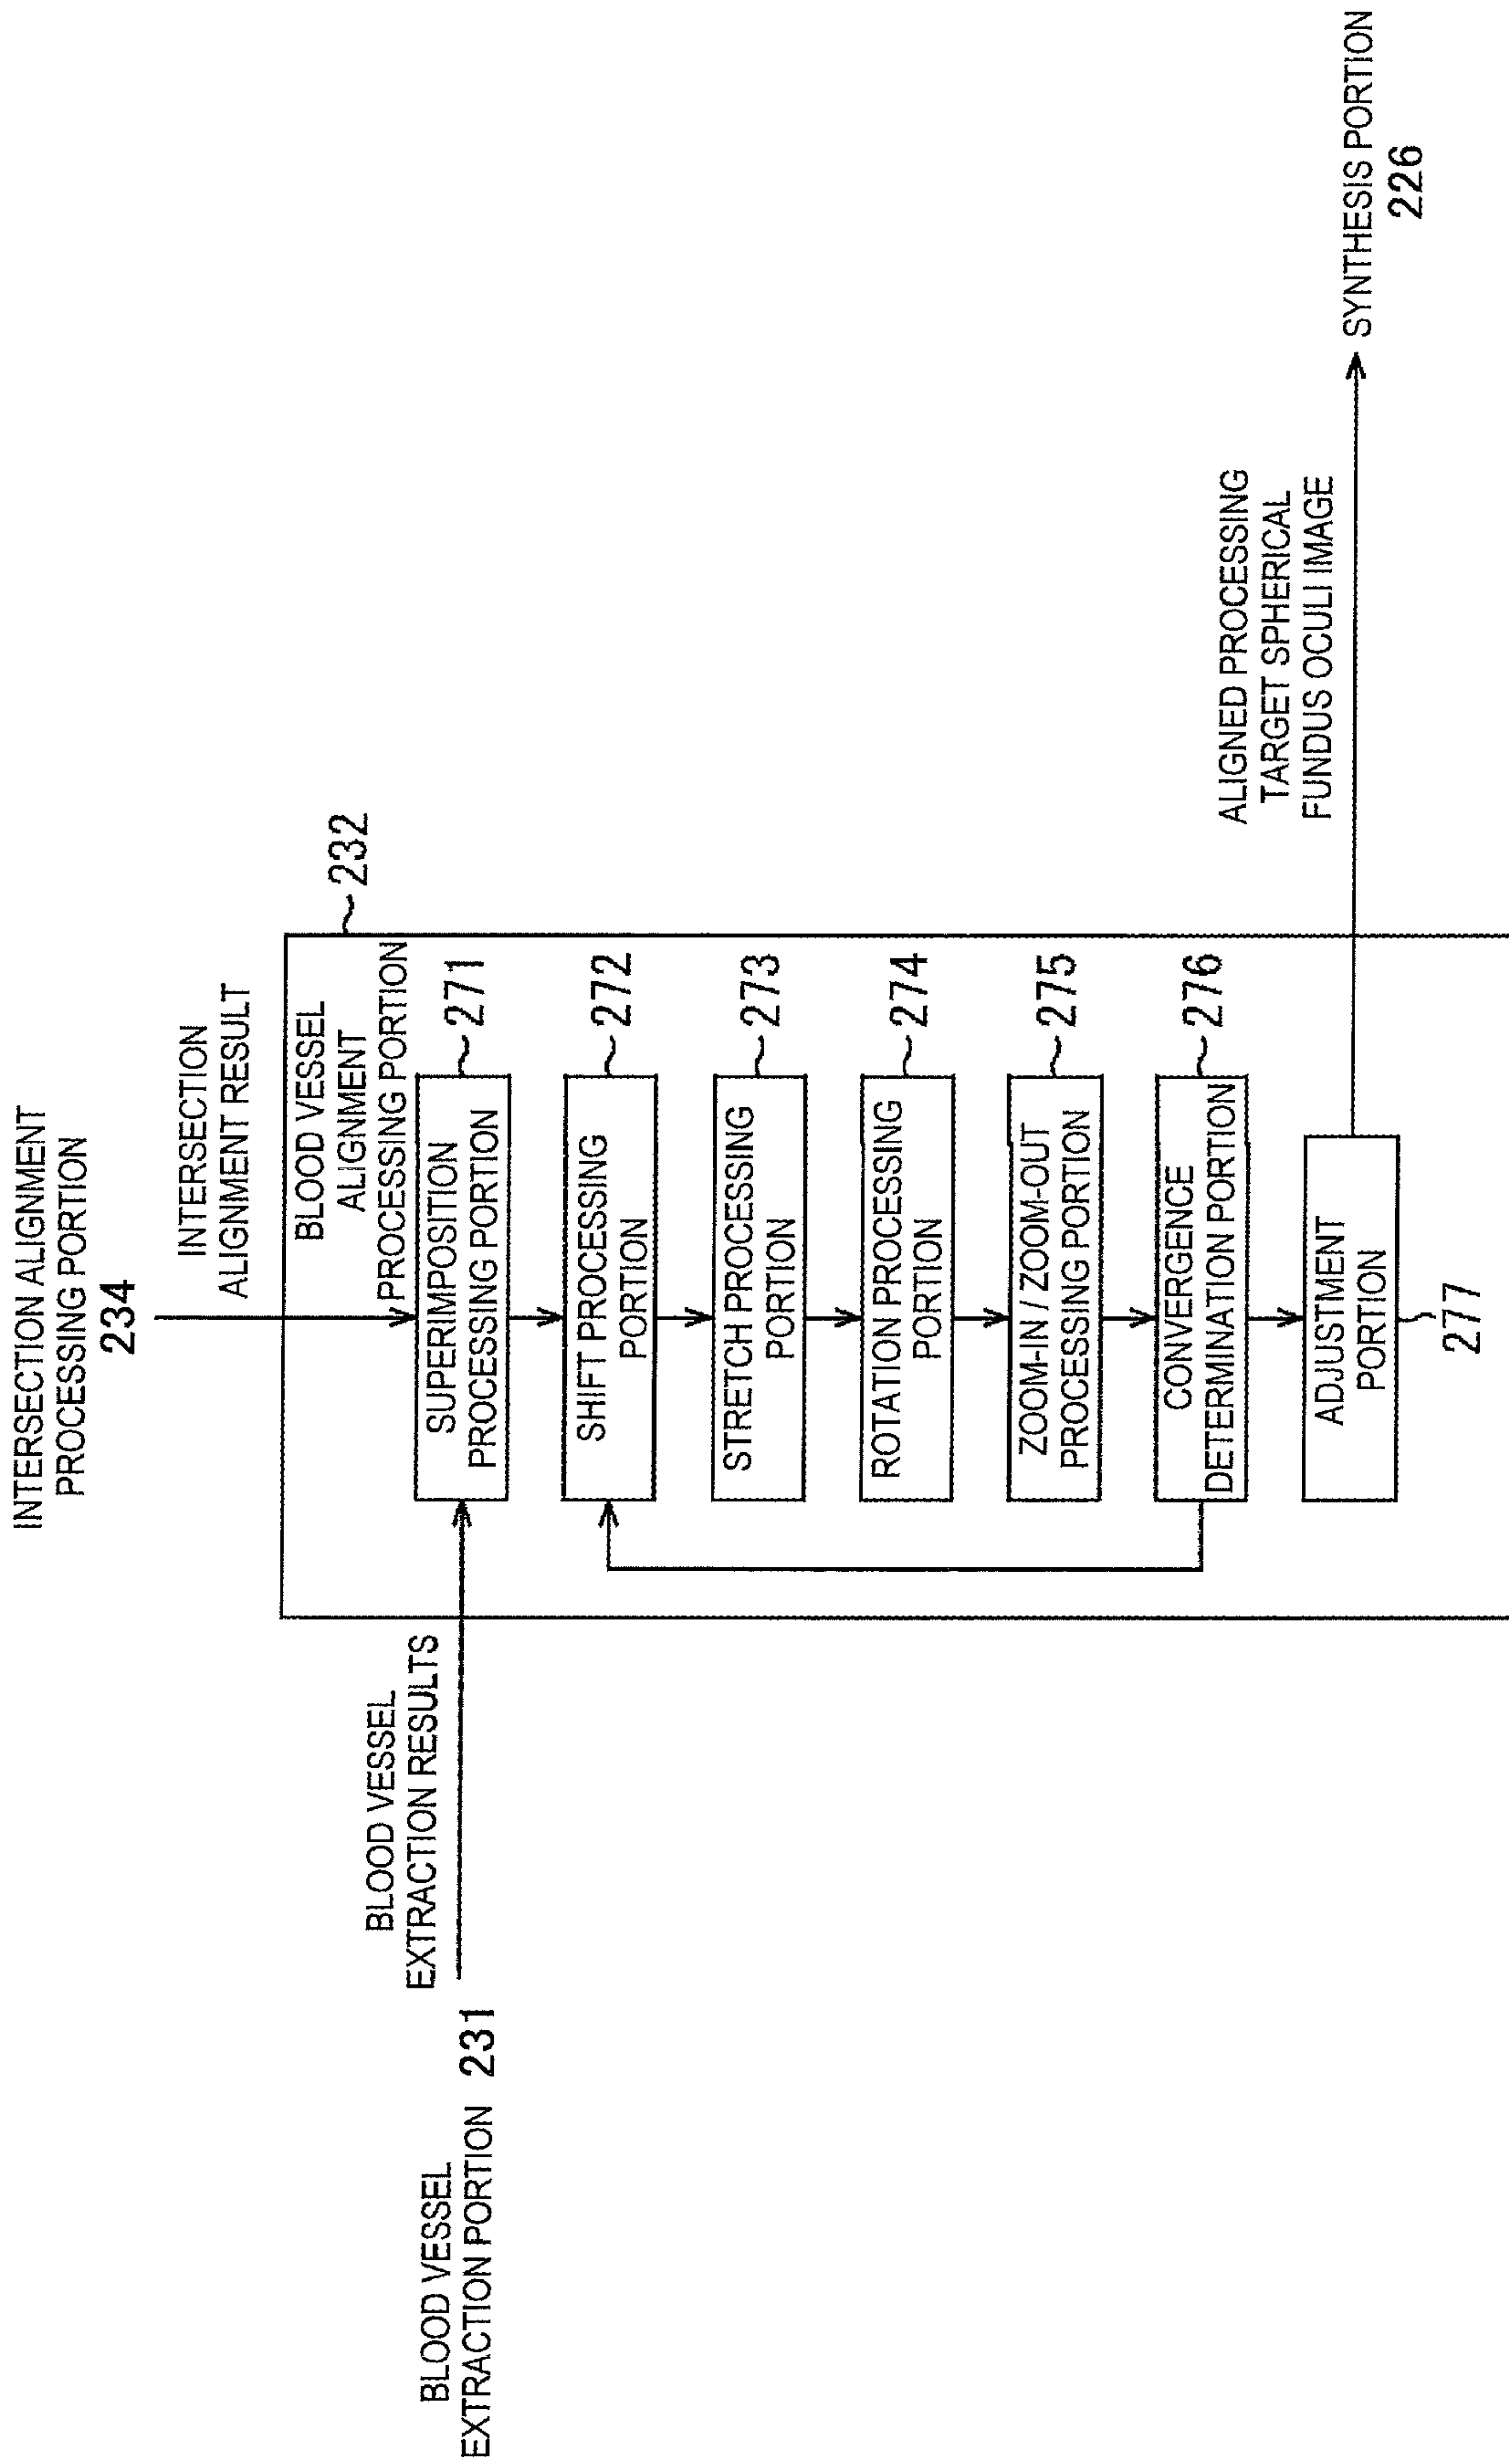 INTERSECTION ALIGNMENT
PROCESSING PORTION
234
INTERSECTION
ALIGNMENT RESULT
BLOOD VESSEL
ALIGNMENT
PROCESSING PORTION
232
BLOOD VESSEL
EXTRACTION PORTION 231
BLOOD VESSEL
EXTRACTION RESULTS
SUPERIMPOSITION
PROCESSING PORTION
271
SHIFT PROCESSING
PORTION
272
STRETCH PROCESSING
PORTION
273
ROTATION PROCESSING
PORTION
274
ZOOM-IN / ZOOM-OUT
PROCESSING PORTION
275
CONVERGENCE
DETERMINATION PORTION
276
ADJUSTMENT
PORTION
277
ALIGNED PROCESSING
TARGET SPHERICAL
FUNDUS OCULI IMAGE
SYNTHESIS PORTION
226